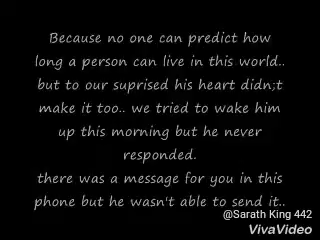 Because no one can predict how
long a person can live in this world..
but to our suprised his heart didn;t
make it too.. we tried to wake him
up this morning but he never
responded.
there was a message for you in this
phone but he wasn't able to send it..
@Sarath King 442
VivaVideo